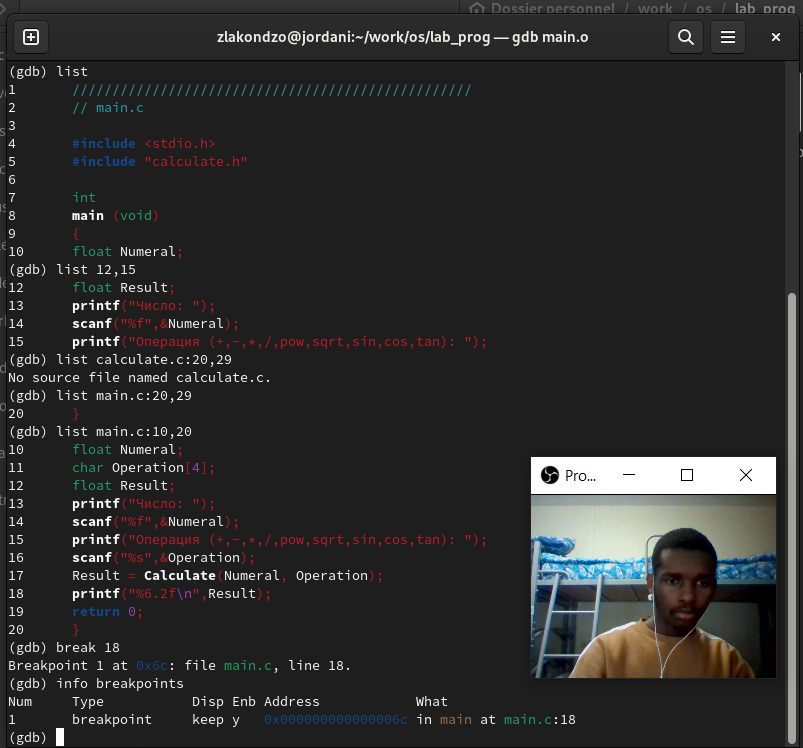 Dossier personnel / work / os / lab_prog
zlakondzo@jordani:~/work/os/lab_prog — gdb main.o
(gdb) list
1 //////////////////////////////////////////////////
2 // main.c
3
4 #include <stdio.h>
5 #include "calculate.h"
6
7 int
8 main (void)
9 {
10 float Numeral;
(gdb) list 12,15
12 float Result;
13 printf("Число: ");
14 scanf("%f",&Numeral);
15 printf("Операция (+,-,*,/,pow,sqrt,sin,cos,tan): ");
(gdb) list calculate.c:20,29
No source file named calculate.c.
(gdb) list main.c:20,29
20 }
(gdb) list main.c:10,20
10 float Numeral;
11 char Operation[4];
12 float Result;
13 printf("Число: ");
14 scanf("%f",&Numeral);
15 printf("Операция (+,-,*,/,pow,sqrt,sin,cos,tan): ");
16 scanf("%s",&Operation);
17 Result = Calculate(Numeral, Operation);
18 printf("%6.2f\n",Result);
19 return 0;
20 }
(gdb) break 18
Breakpoint 1 at 0x6c: file main.c, line 18.
(gdb) info breakpoints
Num Type Disp Enb Address What
1 breakpoint keep y 0x000000000000006c in main at main.c:18
(gdb)
Pro...